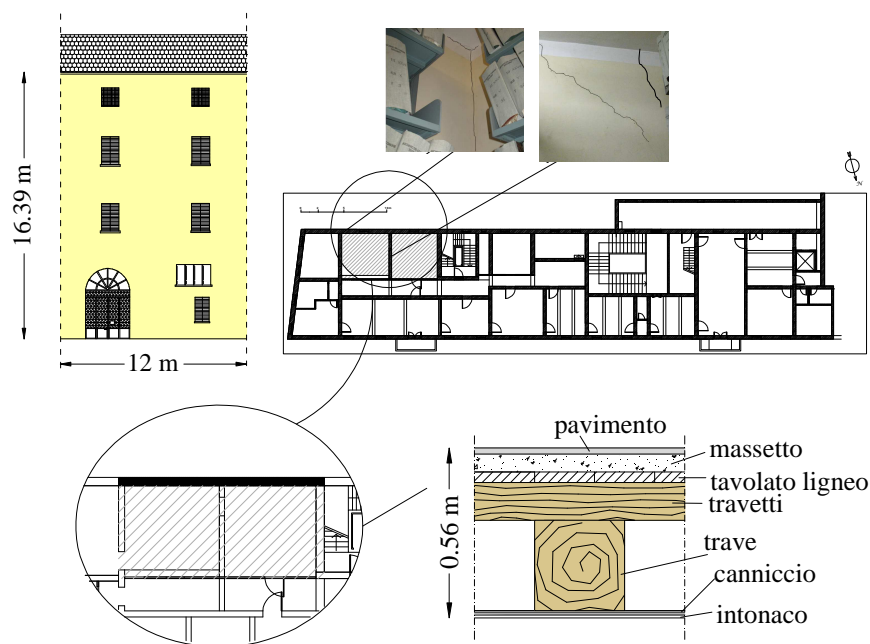 16.39 m
12 m
N
0.56 m
pavimento
massetto
tavolato ligneo
travetti
trave
canniccio
intonaco